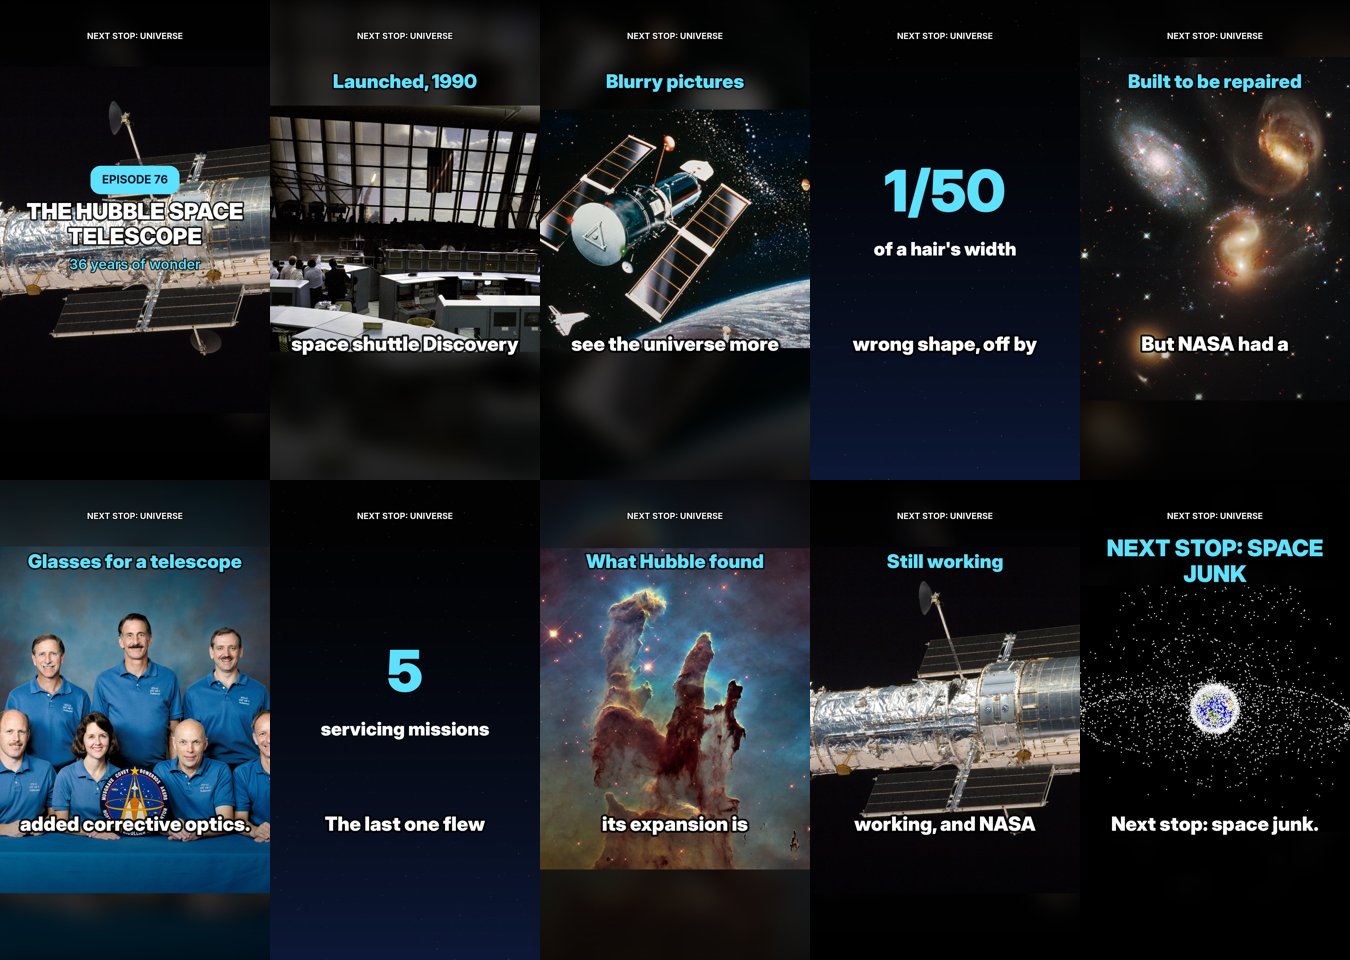 NEXT STOP: UNIVERSE
EPISODE 76
THE HUBBLE SPACE
TELESCOPE
36 years of wonder
NEXT STOP: UNIVERSE
Launched, 1990
space shuttle Discovery
NEXT STOP: UNIVERSE
Blurry pictures
see the universe more
NEXT STOP: UNIVERSE
1/50
of a hair's width
wrong shape, off by
NEXT STOP: UNIVERSE
Built to be repaired
But NASA had a
NEXT STOP: UNIVERSE
Glasses for a telescope
added corrective optics.
NEXT STOP: UNIVERSE
5
servicing missions
The last one flew
NEXT STOP: UNIVERSE
What Hubble found
its expansion is
NEXT STOP: UNIVERSE
Still working
working, and NASA
NEXT STOP: UNIVERSE
NEXT STOP: SPACE
JUNK
Next stop: space junk.